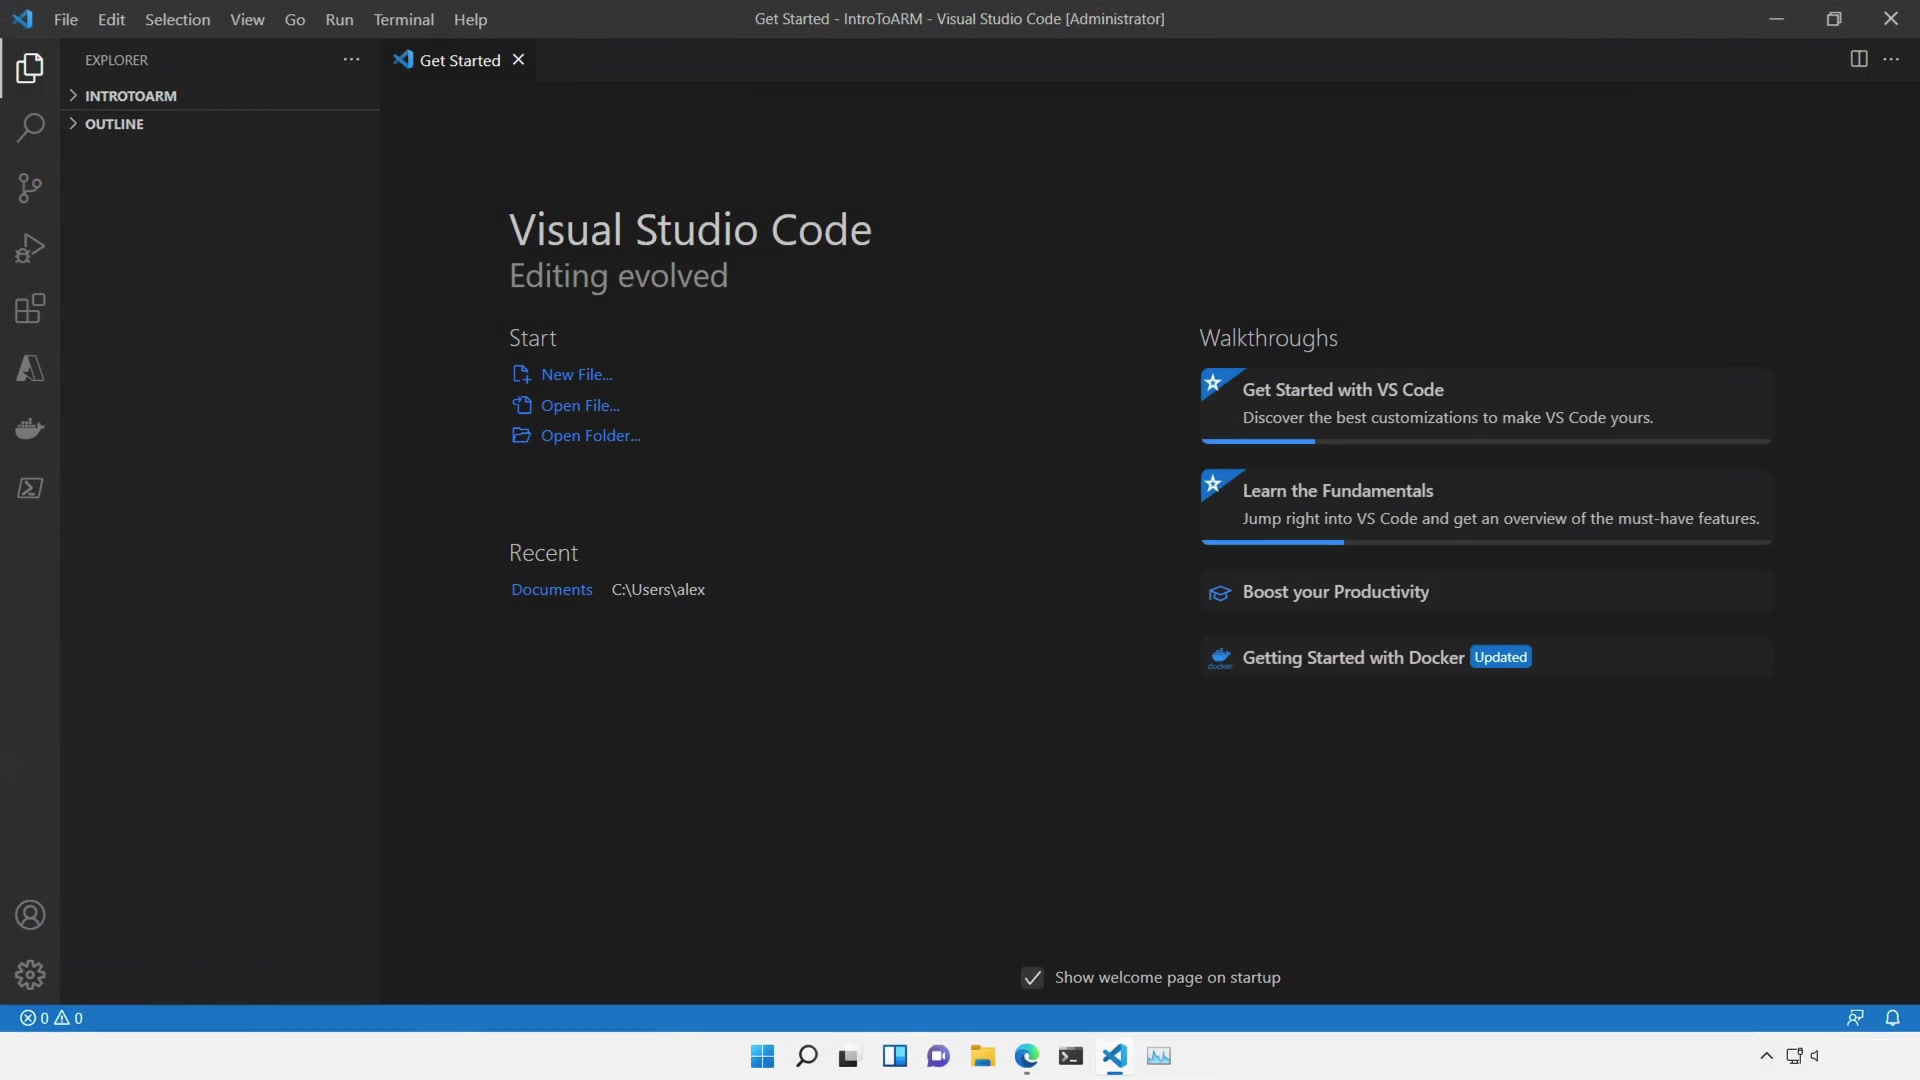 File Edit Selection View Go Run Terminal Help
Get Started - IntroToARM - Visual Studio Code [Administrator]
EXPLORER
Get Started
INTROTOARM
OUTLINE
Visual Studio Code
Editing evolved
Start
New File...
Open File...
Open Folder...
Recent
Documents C:\Users\alex
Walkthroughs
Get Started with VS Code
Discover the best customizations to make VS Code yours.
Learn the Fundamentals
Jump right into VS Code and get an overview of the must-have features.
Boost your Productivity
docker
Getting Started with Docker Updated
Show welcome page on startup
0 0